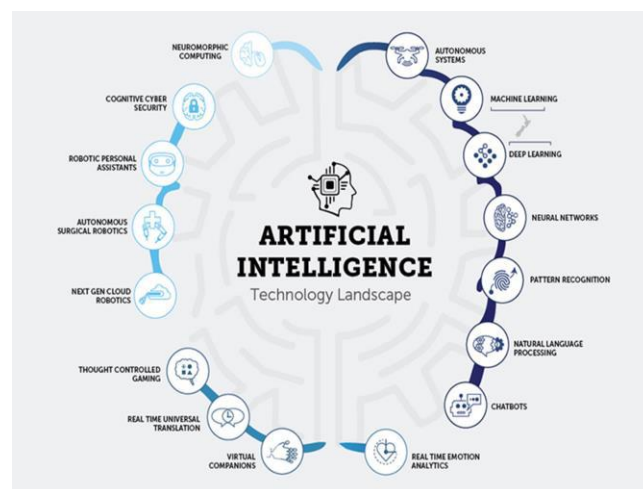 NEUROMORPHIC
COMPUTING
COGNITIVE CYBER
SECURITY
ROBOTIC PERSONAL
ASSISTANTS
AUTONOMOUS
SURGICAL ROBOTICS
NEXT GEN CLOUD
ROBOTICS
THOUGHT CONTROLLED
GAMING
REAL TIME UNIVERSAL
TRANSLATION
VIRTUAL
COMPANIONS
ARTIFICIAL
INTELLIGENCE
Technology Landscape
AUTONOMOUS
SYSTEMS
MACHINE LEARNING
DEEP LEARNING
NEURAL NETWORKS
PATTERN RECOGNITION
NATURAL LANGUAGE
PROCESSING
CHATBOTS
REAL TIME EMOTION
ANALYTICS